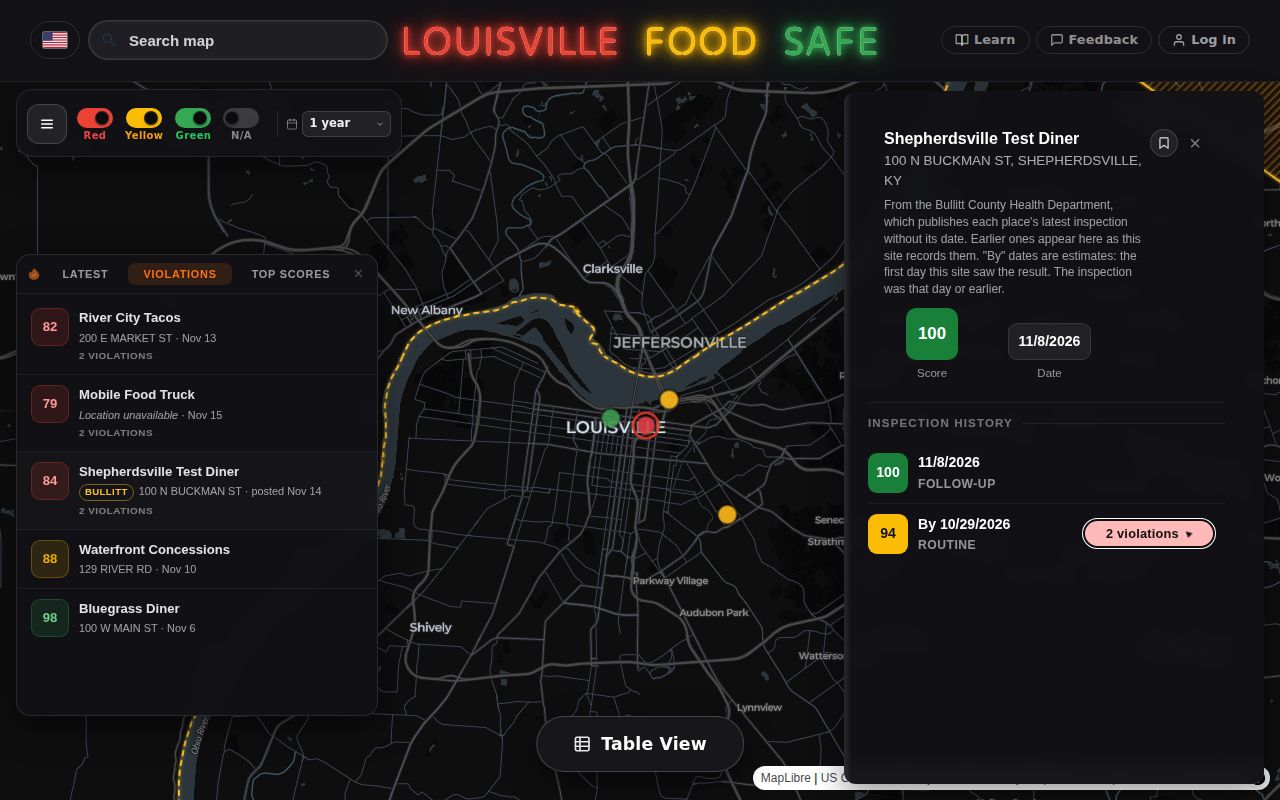 Search map
LOUISVILLE FOOD SAFE
Learn
Feedback
Log In
Red
Yellow
Green
N/A
1 year
LATEST
VIOLATIONS
TOP SCORES
82
River City Tacos
200 E MARKET ST · Nov 13
2 VIOLATIONS
79
Mobile Food Truck
Location unavailable · Nov 15
2 VIOLATIONS
84
Shepherdsville Test Diner
BULLITT 100 N BUCKMAN ST · posted Nov 14
2 VIOLATIONS
88
Waterfront Concessions
129 RIVER RD · Nov 10
98
Bluegrass Diner
100 W MAIN ST · Nov 6
Clarksville
New Albany
JEFFERSONVILLE
LOUISVILLE
Parkway Village
Audubon Park
Shively
Lynnview
Ohio River
Table View
MapLibre | US
Shepherdsville Test Diner
100 N BUCKMAN ST, SHEPHERDSVILLE,
KY
From the Bullitt County Health Department,
which publishes each place's latest inspection
without its date. Earlier ones appear here as this
site records them. "By" dates are estimates: the
first day this site saw the result. The inspection
was that day or earlier.
100
Score
11/8/2026
Date
INSPECTION HISTORY
100
11/8/2026
FOLLOW-UP
94
By 10/29/2026
ROUTINE
2 violations